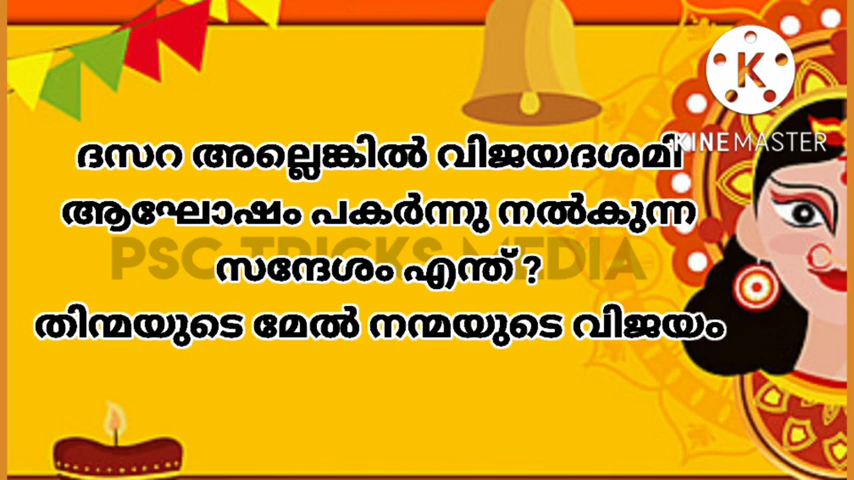 K
KINEMASTER
ദസറ അല്ലെങ്കിൽ വിജയദശമി
ആഘോഷം പകർന്നു നൽകുന്ന
PSC TRICKS MEDIA
സന്ദേശം എന്ത് ?
തിന്മയുടെ മേൽ നന്മയുടെ വിജയം